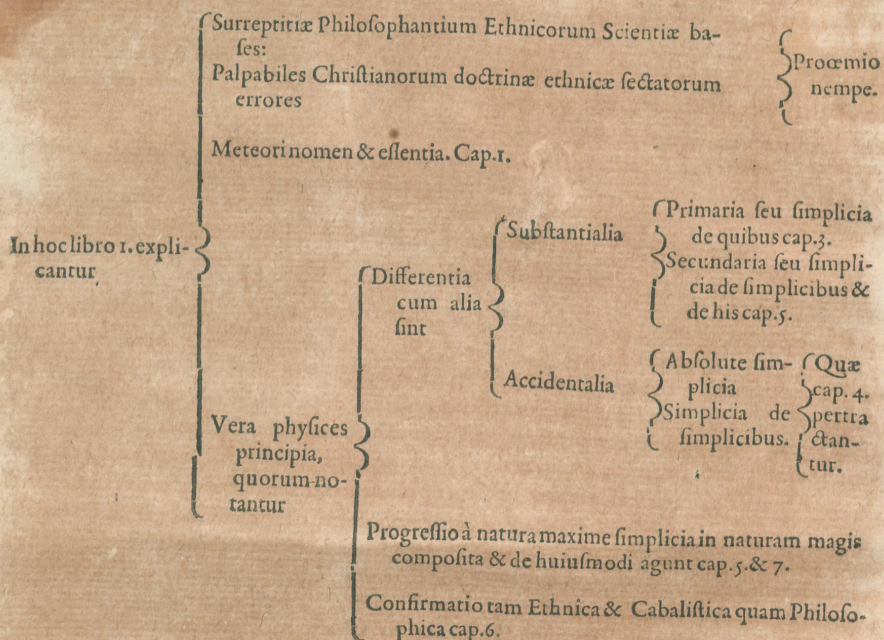 Surreptitiæ Philoſophantium Ethnicorum Scientiæ ba-
ſes:
Palpabiles Chriſtianorum doctrinæ ethnicæ ſectatorum
errores
Proœmio
nempe.
Meteori nomen & eſſentia. Cap.1.
In hoc libro 1. expli-
cantur
Vera phyſices
principia,
quorum no-
tantur
Differentia
cum alia
ſint
Subſtantialia
Primaria ſeu ſimplicia
de quibus cap.3.
Secundaria ſeu ſimpli-
cia de ſimplicibus &
de his cap.5.
Accidentalia
Abſolute ſim-
plicia
Simplicia de
ſimplicibus.
Quæ
cap. 4.
pertra
ctan-
tur.
Progreſſio à natura maxime ſimplicia in naturam magis
compoſita & de huiuſmodi agunt cap.5.& 7.
Confirmatio tam Ethnica & Cabaliſtica quam Philoſo-
phica cap.6.